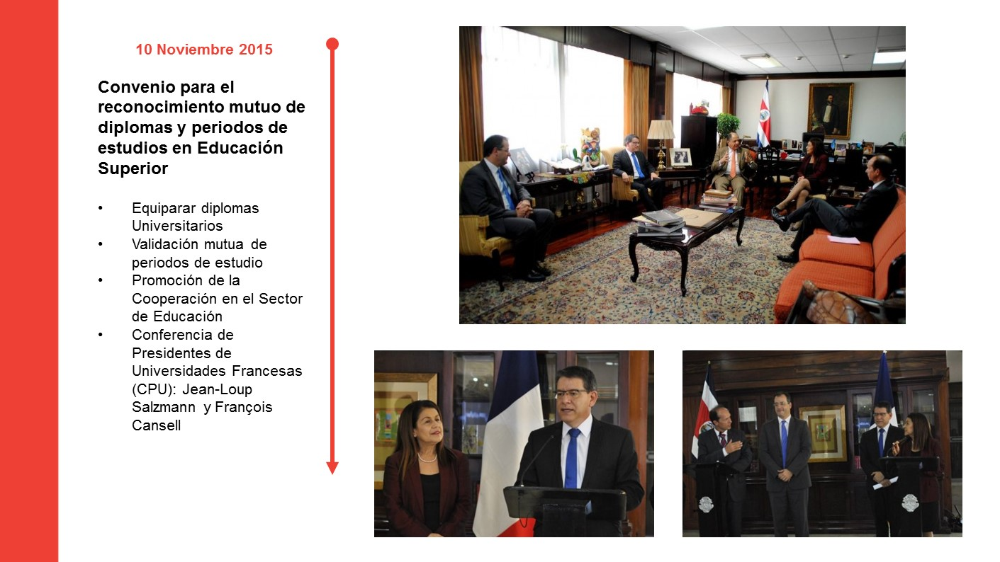 10 Noviembre 2015
Convenio para el
reconocimiento mutuo de
diplomas y periodos de
estudios en Educación
Superior
• Equiparar diplomas
Universitarios
• Validación mutua de
periodos de estudio
• Promoción de la
Cooperación en el Sector
de Educación
• Conferencia de
Presidentes de
Universidades Francesas
(CPU): Jean-Loup
Salzmann y François
Cansell